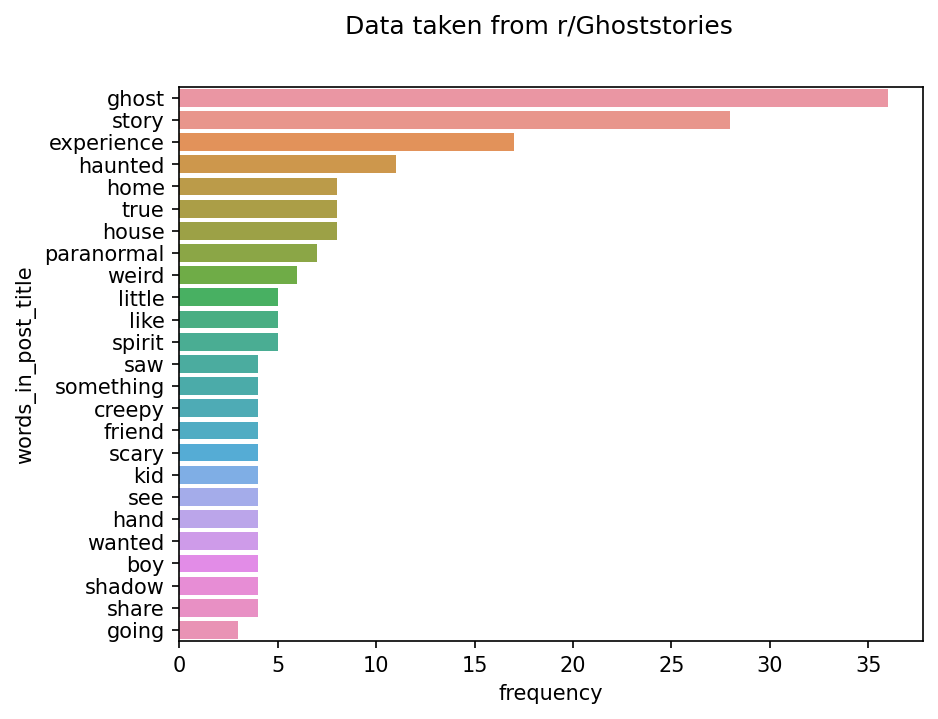 Data taken from r/Ghoststories
words_in_post_title
ghost
story
experience
haunted
home
true
house
paranormal
weird
little
like
spirit
saw
something
creepy
friend
scary
kid
see
hand
wanted
boy
shadow
share
going
0 5 10 15 20 25 30 35
frequency